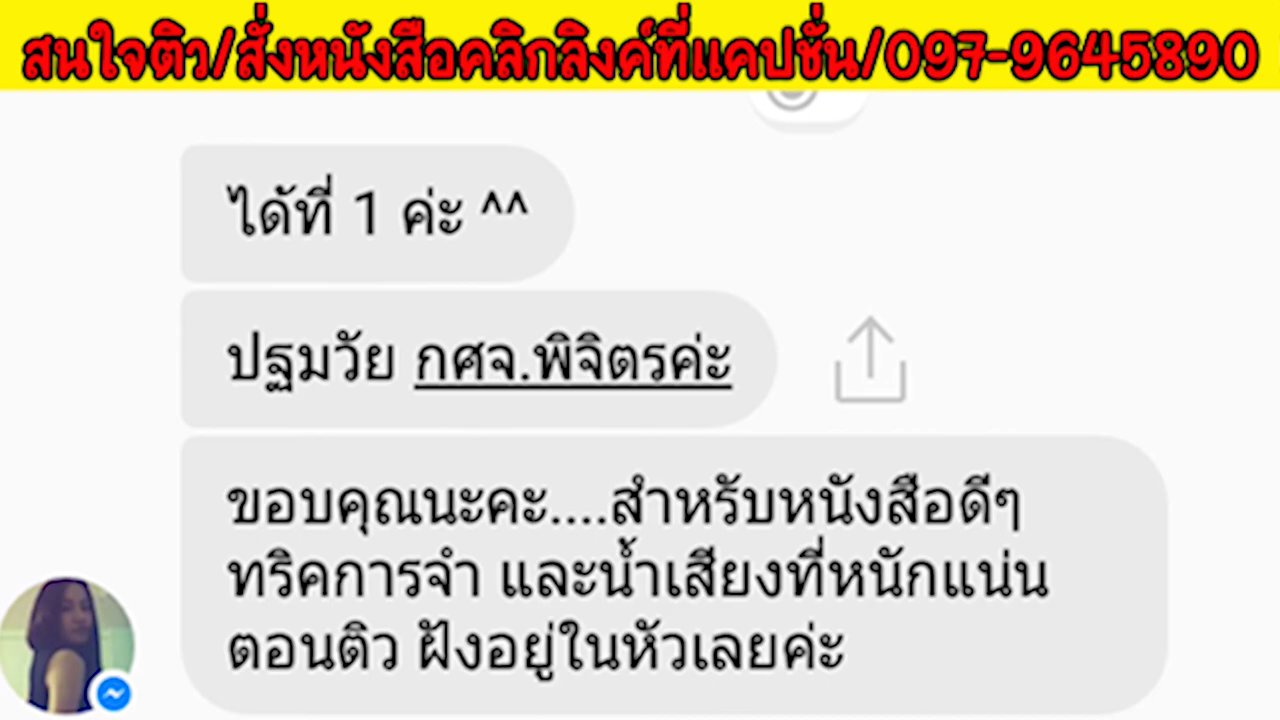 สนใจติว/สั่งหนังสือคลิกลิงค์ที่แคปชั่น/097-9645890
ได้ที่ 1 ค่ะ ^^
ปฐมวัย กศจ.พิจิตรค่ะ
ขอบคุณนะคะ....สำหรับหนังสือดีๆ
ทริคการจำ และน้ำเสียงที่หนักแน่น
ตอนติว ฝังอยู่ในหัวเลยค่ะ